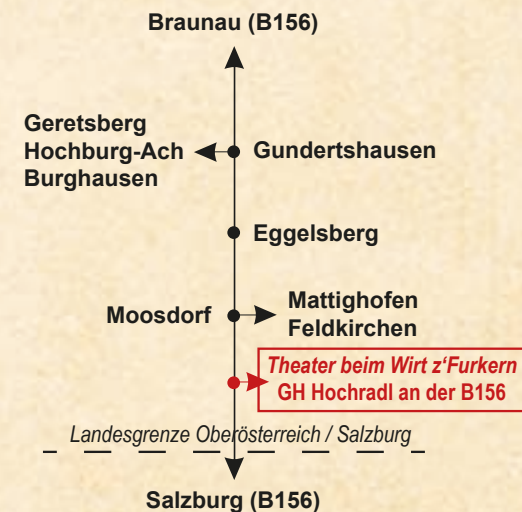 Braunau (B156)
Geretsberg
Hochburg-Ach
Burghausen
Gundertshausen
Eggelsberg
Moosdorf
Mattighofen
Feldkirchen
Theater beim Wirt z‘Furkern
GH Hochradl an der B156
Landesgrenze Oberösterreich / Salzburg
Salzburg (B156)